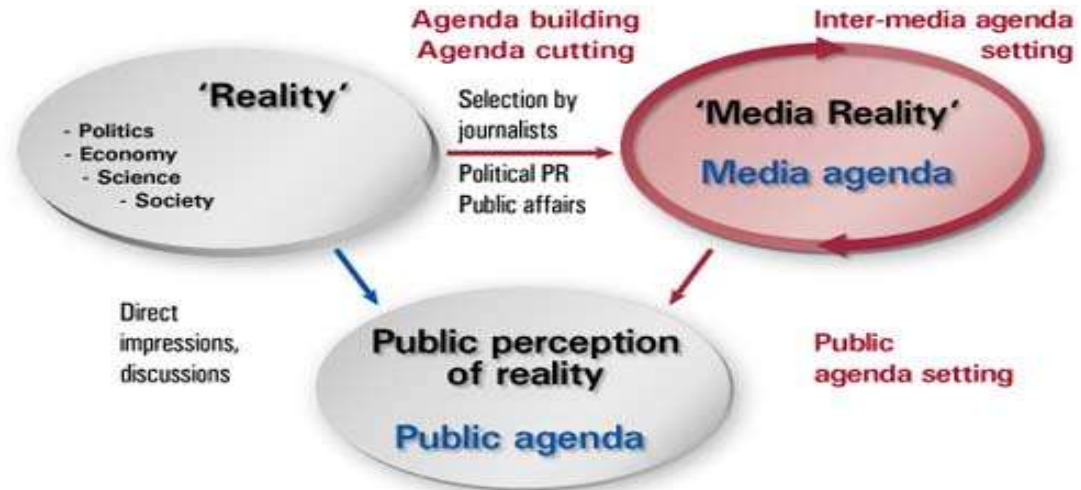 Agenda building
Agenda cutting
Inter-media agenda
setting
'Reality'
- Politics
- Economy
- Science
- Society
Selection by
journalists
Political PR
Public affairs
'Media Reality'
Media agenda
Direct
impressions,
discussions
Public perception
of reality
Public agenda
Public
agenda setting